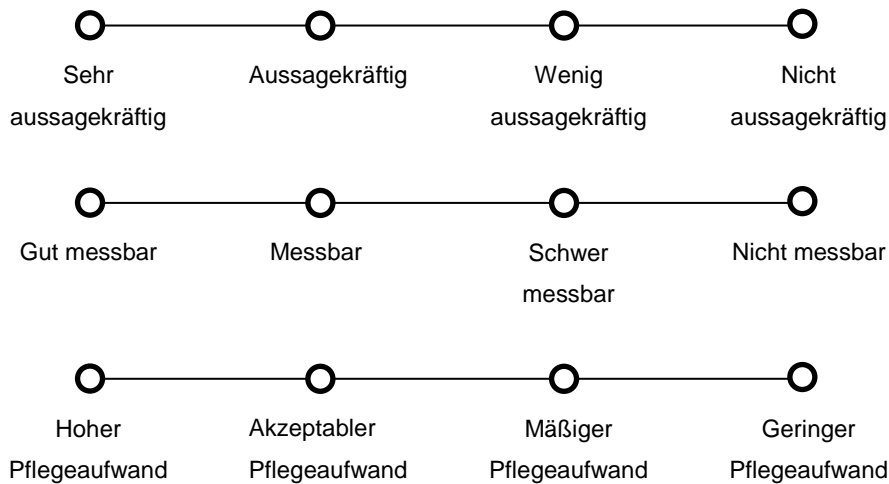 Sehr Aussagekräftig Wenig Nicht
aussagekräftig aussagekräftig aussagekräftig
Gut messbar Messbar Schwer Nicht messbar
messbar
Hoher Akzeptabler Mäßiger Geringer
Pflegeaufwand Pflegeaufwand Pflegeaufwand Pflegeaufwand